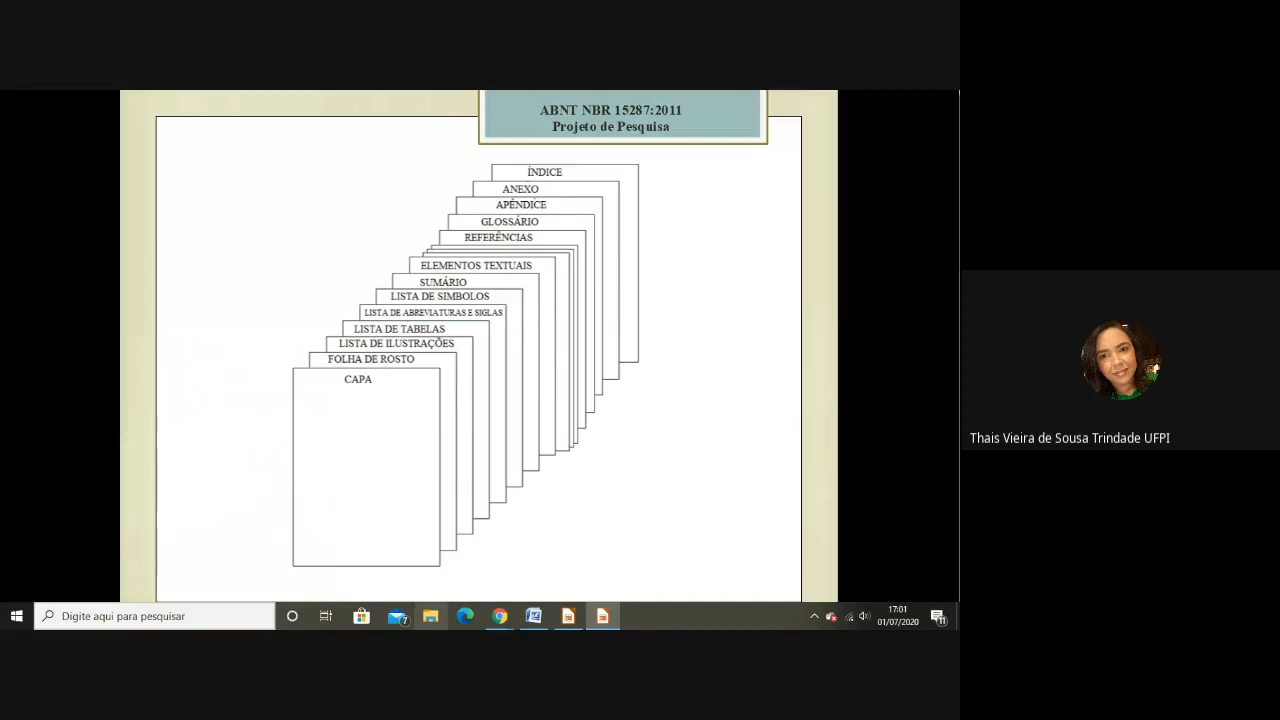 ABNT NBR 15287:2011
Projeto de Pesquisa
ÍNDICE
ANEXO
APÊNDICE
GLOSSÁRIO
REFERÊNCIAS
ELEMENTOS TEXTUAIS
SUMÁRIO
LISTA DE SIMBOLOS
LISTA DE ABREVIATURAS E SIGLAS
LISTA DE TABELAS
LISTA DE ILUSTRAÇÕES
FOLHA DE ROSTO
CAPA
Thais Vieira de Sousa Trindade UFPI
Digite aqui para pesquisar
7
17:01
01/07/2020
11